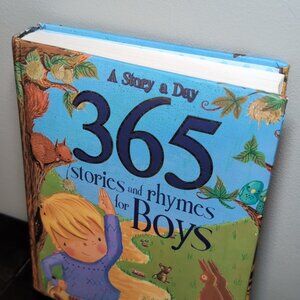 A Story a Day
365
stories and rhymes
for Boys